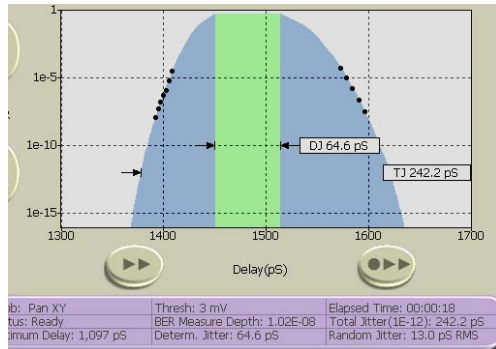 1
1e-5
1e-10
1e-15
DJ 64.6 pS
TJ 242.2 pS
1300 1400 1500 1600 1700
Delay(pS)
Pan XY Thresh: 3 mV Elapsed Time: 00:00:18
Ready BER Measure Depth: 1.02E-08 Total Jitter(1E-12): 242.2 pS
Delay: 1,097 pS Determ. Jitter: 64.6 pS Random Jitter: 13.0 pS RMS